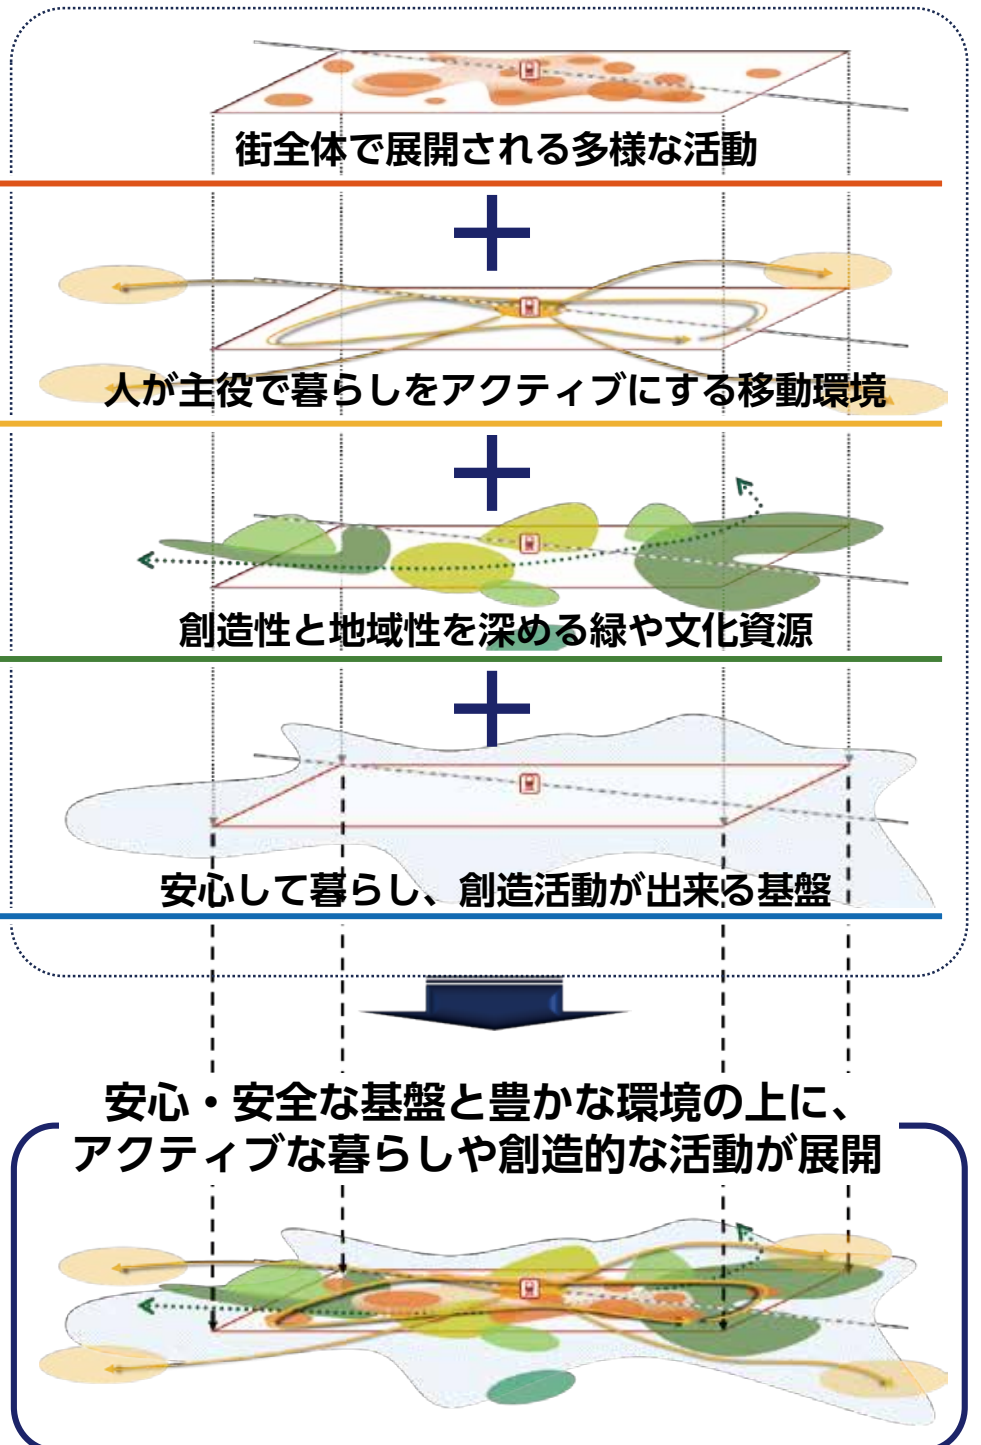 街全体で展開される多様な活動
人が主役で暮らしをアクティブにする移動環境
創造性と地域性を深める緑や文化資源
安心して暮らし、創造活動が出来る基盤
安心・安全な基盤と豊かな環境の上に、
アクティブな暮らしや創造的な活動が展開